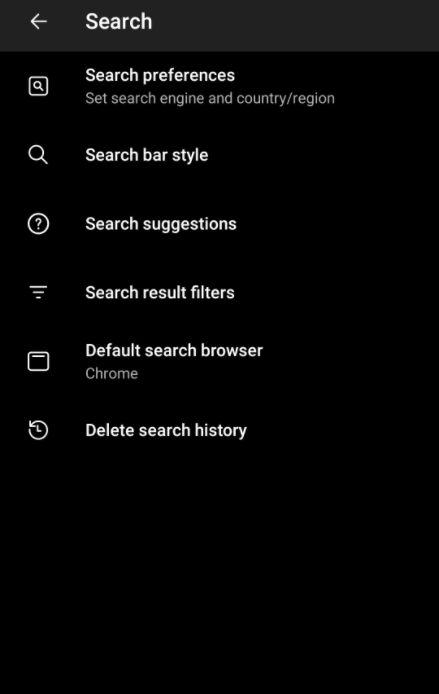 Search
Search preferences
Set search engine and country/region
Search bar style
Search suggestions
Search result filters
Default search browser
Chrome
Delete search history